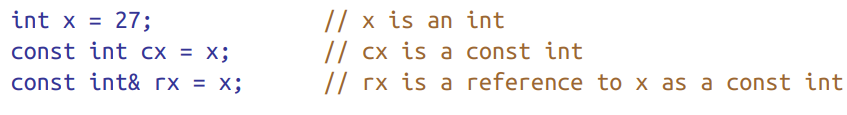 int x = 27; // x is an int
const int cx = x; // cx is a const int
const int& rx = x; // rx is a reference to x as a const int